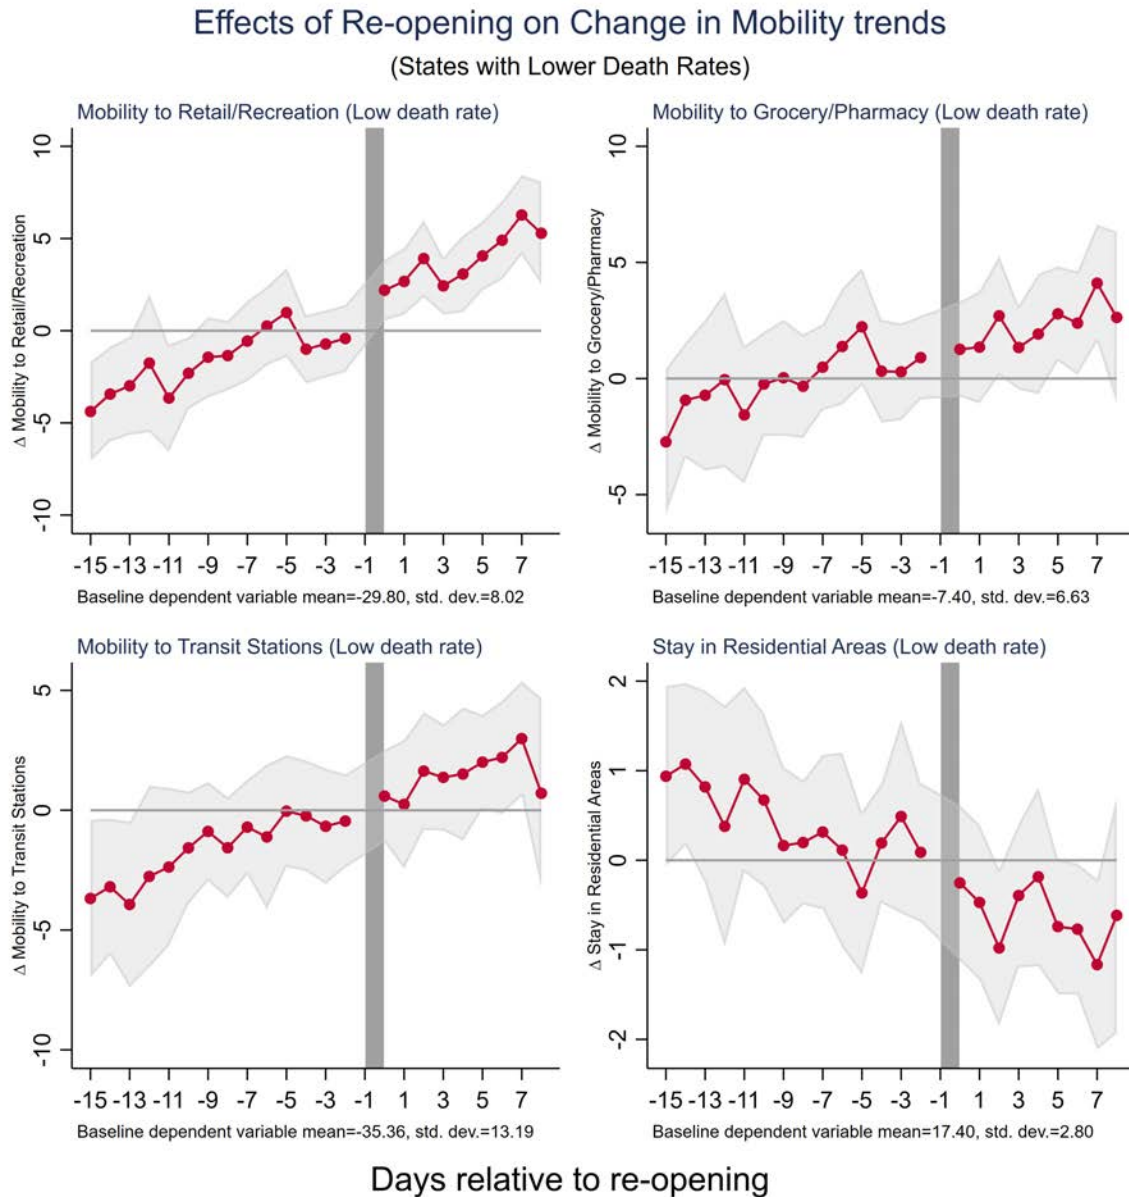 Effects of Re-opening on Change in Mobility trends
(States with Lower Death Rates)
Mobility to Retail/Recreation (Low death rate)
Δ Mobility to Retail/Recreation
10
5
0
-5
-10
-15 -13 -11 -9 -7 -5 -3 -1 1 3 5 7
Baseline dependent variable mean=-29.80, std. dev.=8.02
Mobility to Grocery/Pharmacy (Low death rate)
Δ Mobility to Grocery/Pharmacy
10
5
0
-5
-15 -13 -11 -9 -7 -5 -3 -1 1 3 5 7
Baseline dependent variable mean=-7.40, std. dev.=6.63
Mobility to Transit Stations (Low death rate)
Δ Mobility to Transit Stations
5
0
-5
-10
-15 -13 -11 -9 -7 -5 -3 -1 1 3 5 7
Baseline dependent variable mean=-35.36, std. dev.=13.19
Stay in Residential Areas (Low death rate)
Δ Stay in Residential Areas
2
1
0
-1
-2
-15 -13 -11 -9 -7 -5 -3 -1 1 3 5 7
Baseline dependent variable mean=17.40, std. dev.=2.80
Days relative to re-opening